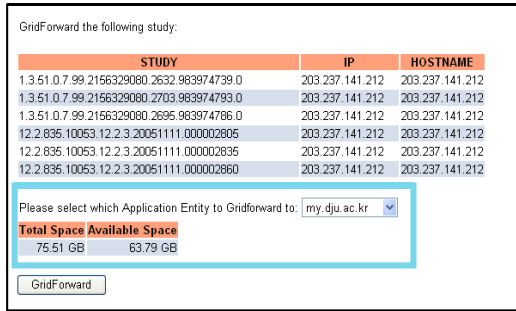 GridForward the following study:
STUDY IP HOSTNAME
1.3.51.0.7.99.2156329080.2632.983974739.0 203.237.141.212 203.237.141.212
1.3.51.0.7.99.2156329080.2703.983974793.0 203.237.141.212 203.237.141.212
1.3.51.0.7.99.2156329080.2695.983974786.0 203.237.141.212 203.237.141.212
12.2.835.10053.12.2.3.20051111.000002805 203.237.141.212 203.237.141.212
12.2.835.10053.12.2.3.20051111.000002835 203.237.141.212 203.237.141.212
12.2.835.10053.12.2.3.20051111.000002860 203.237.141.212 203.237.141.212
Please select which Application Entity to Gridforward to: my.dju.ac.kr
Total Space Available Space
75.51 GB 63.79 GB
GridForward